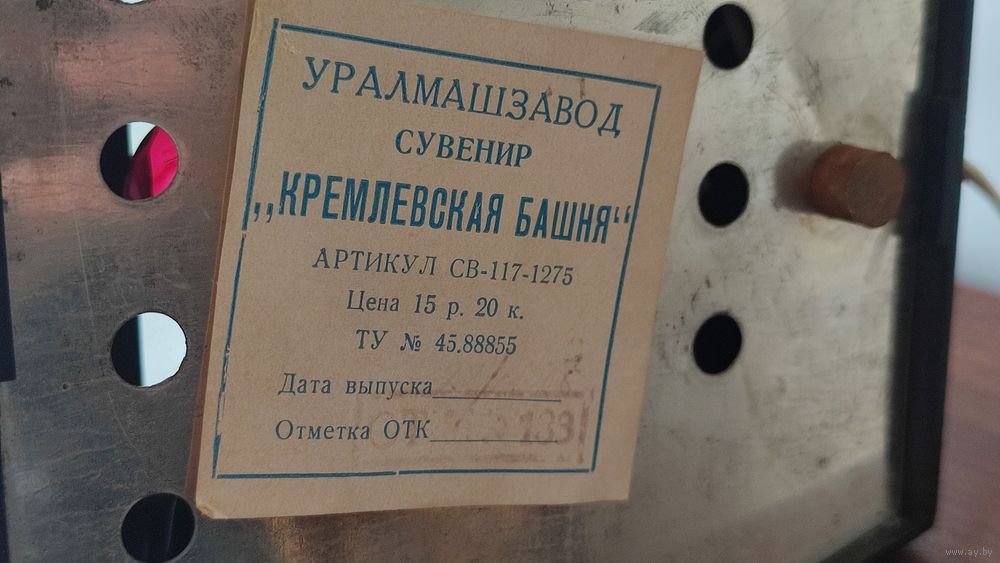 УРАЛМАШЗАВОД
СУВЕНИР
„КРЕМЛЕВСКАЯ БАШНЯ“
АРТИКУЛ СВ-117-1275
Цена 15 р. 20 к.
ТУ № 45.88855
Дата выпуска
Отметка ОТК
133
www.ay.by